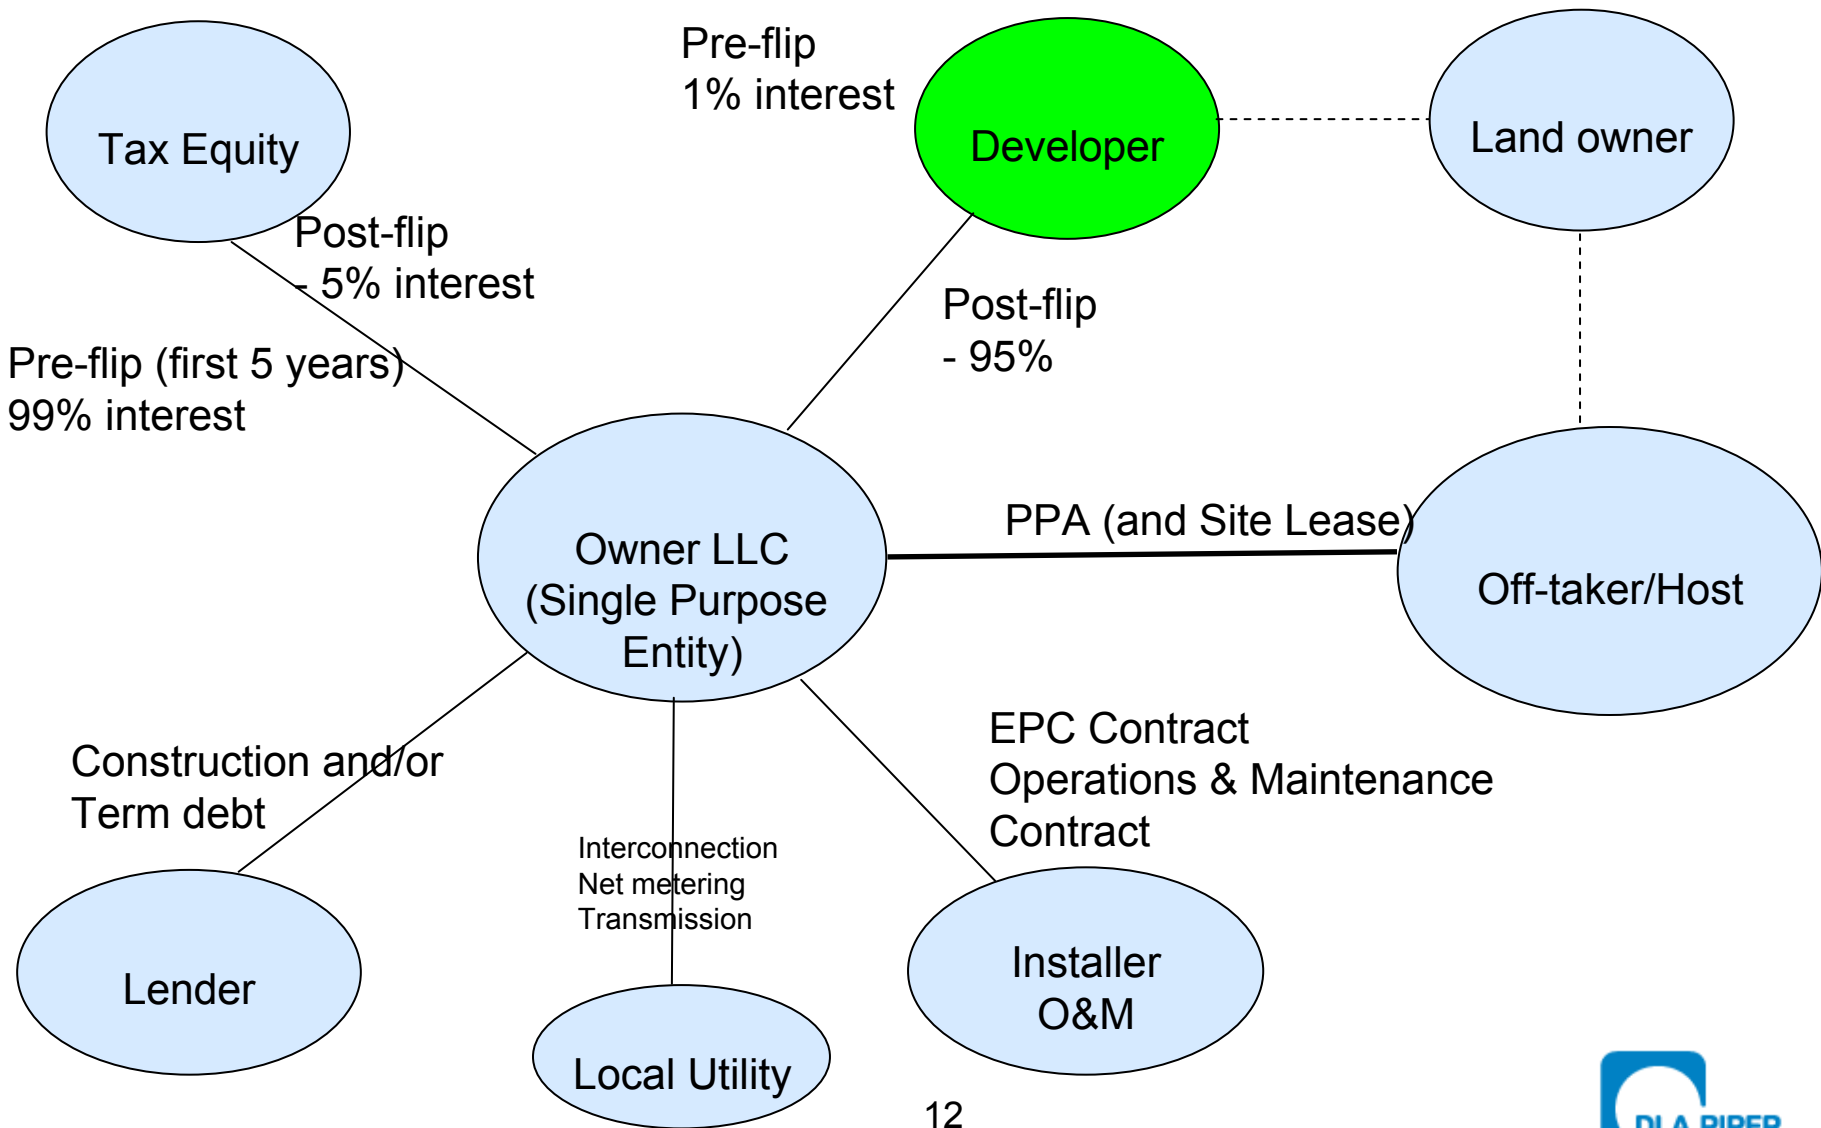 Pre-flip
1% interest
Tax Equity
Developer
Land owner
Post-flip
- 5% interest
Post-flip
- 95%
Pre-flip (first 5 years)
99% interest
PPA (and Site Lease)
Owner LLC
(Single Purpose
Entity)
Off-taker/Host
Construction and/or
Term debt
EPC Contract
Operations & Maintenance
Contract
Interconnection
Net metering
Transmission
Lender
Installer
O&M
Local Utility
12
DLA PIPER